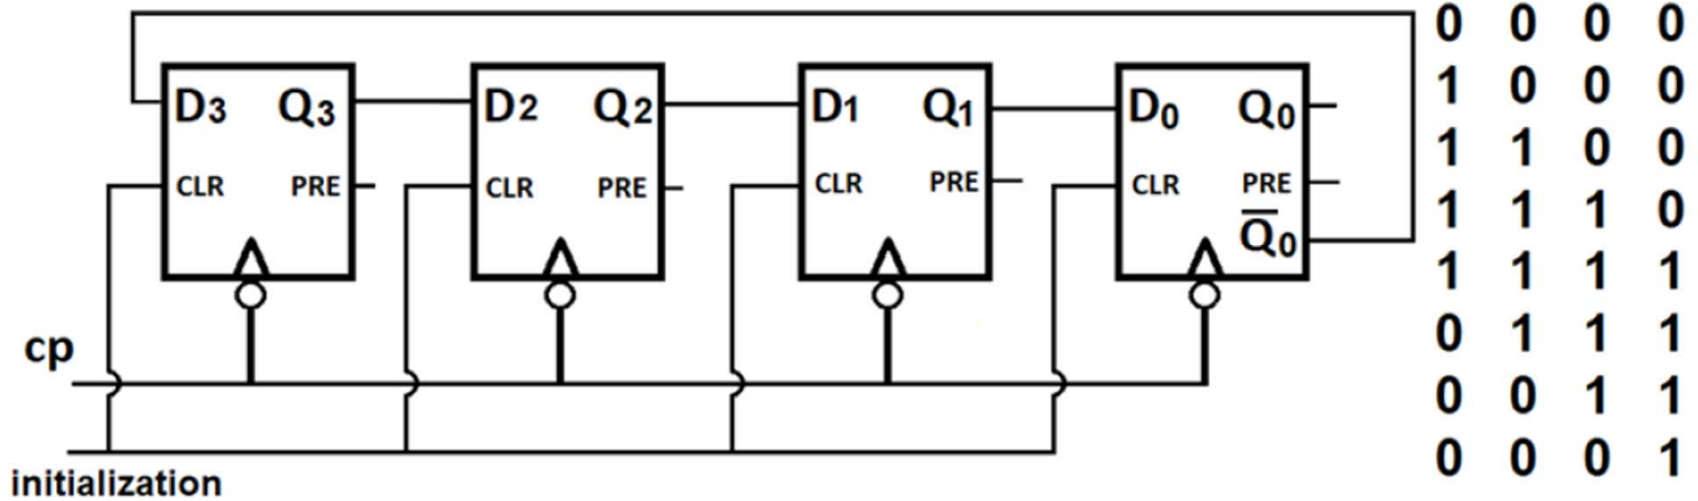 D3 Q3 D2 Q2 D1 Q1 D0 Q0
CLR PRE CLR PRE CLR PRE CLR PRE
Q̅0
cp
initialization
0 0 0 0
1 0 0 0
1 1 0 0
1 1 1 0
1 1 1 1
0 1 1 1
0 0 1 1
0 0 0 1